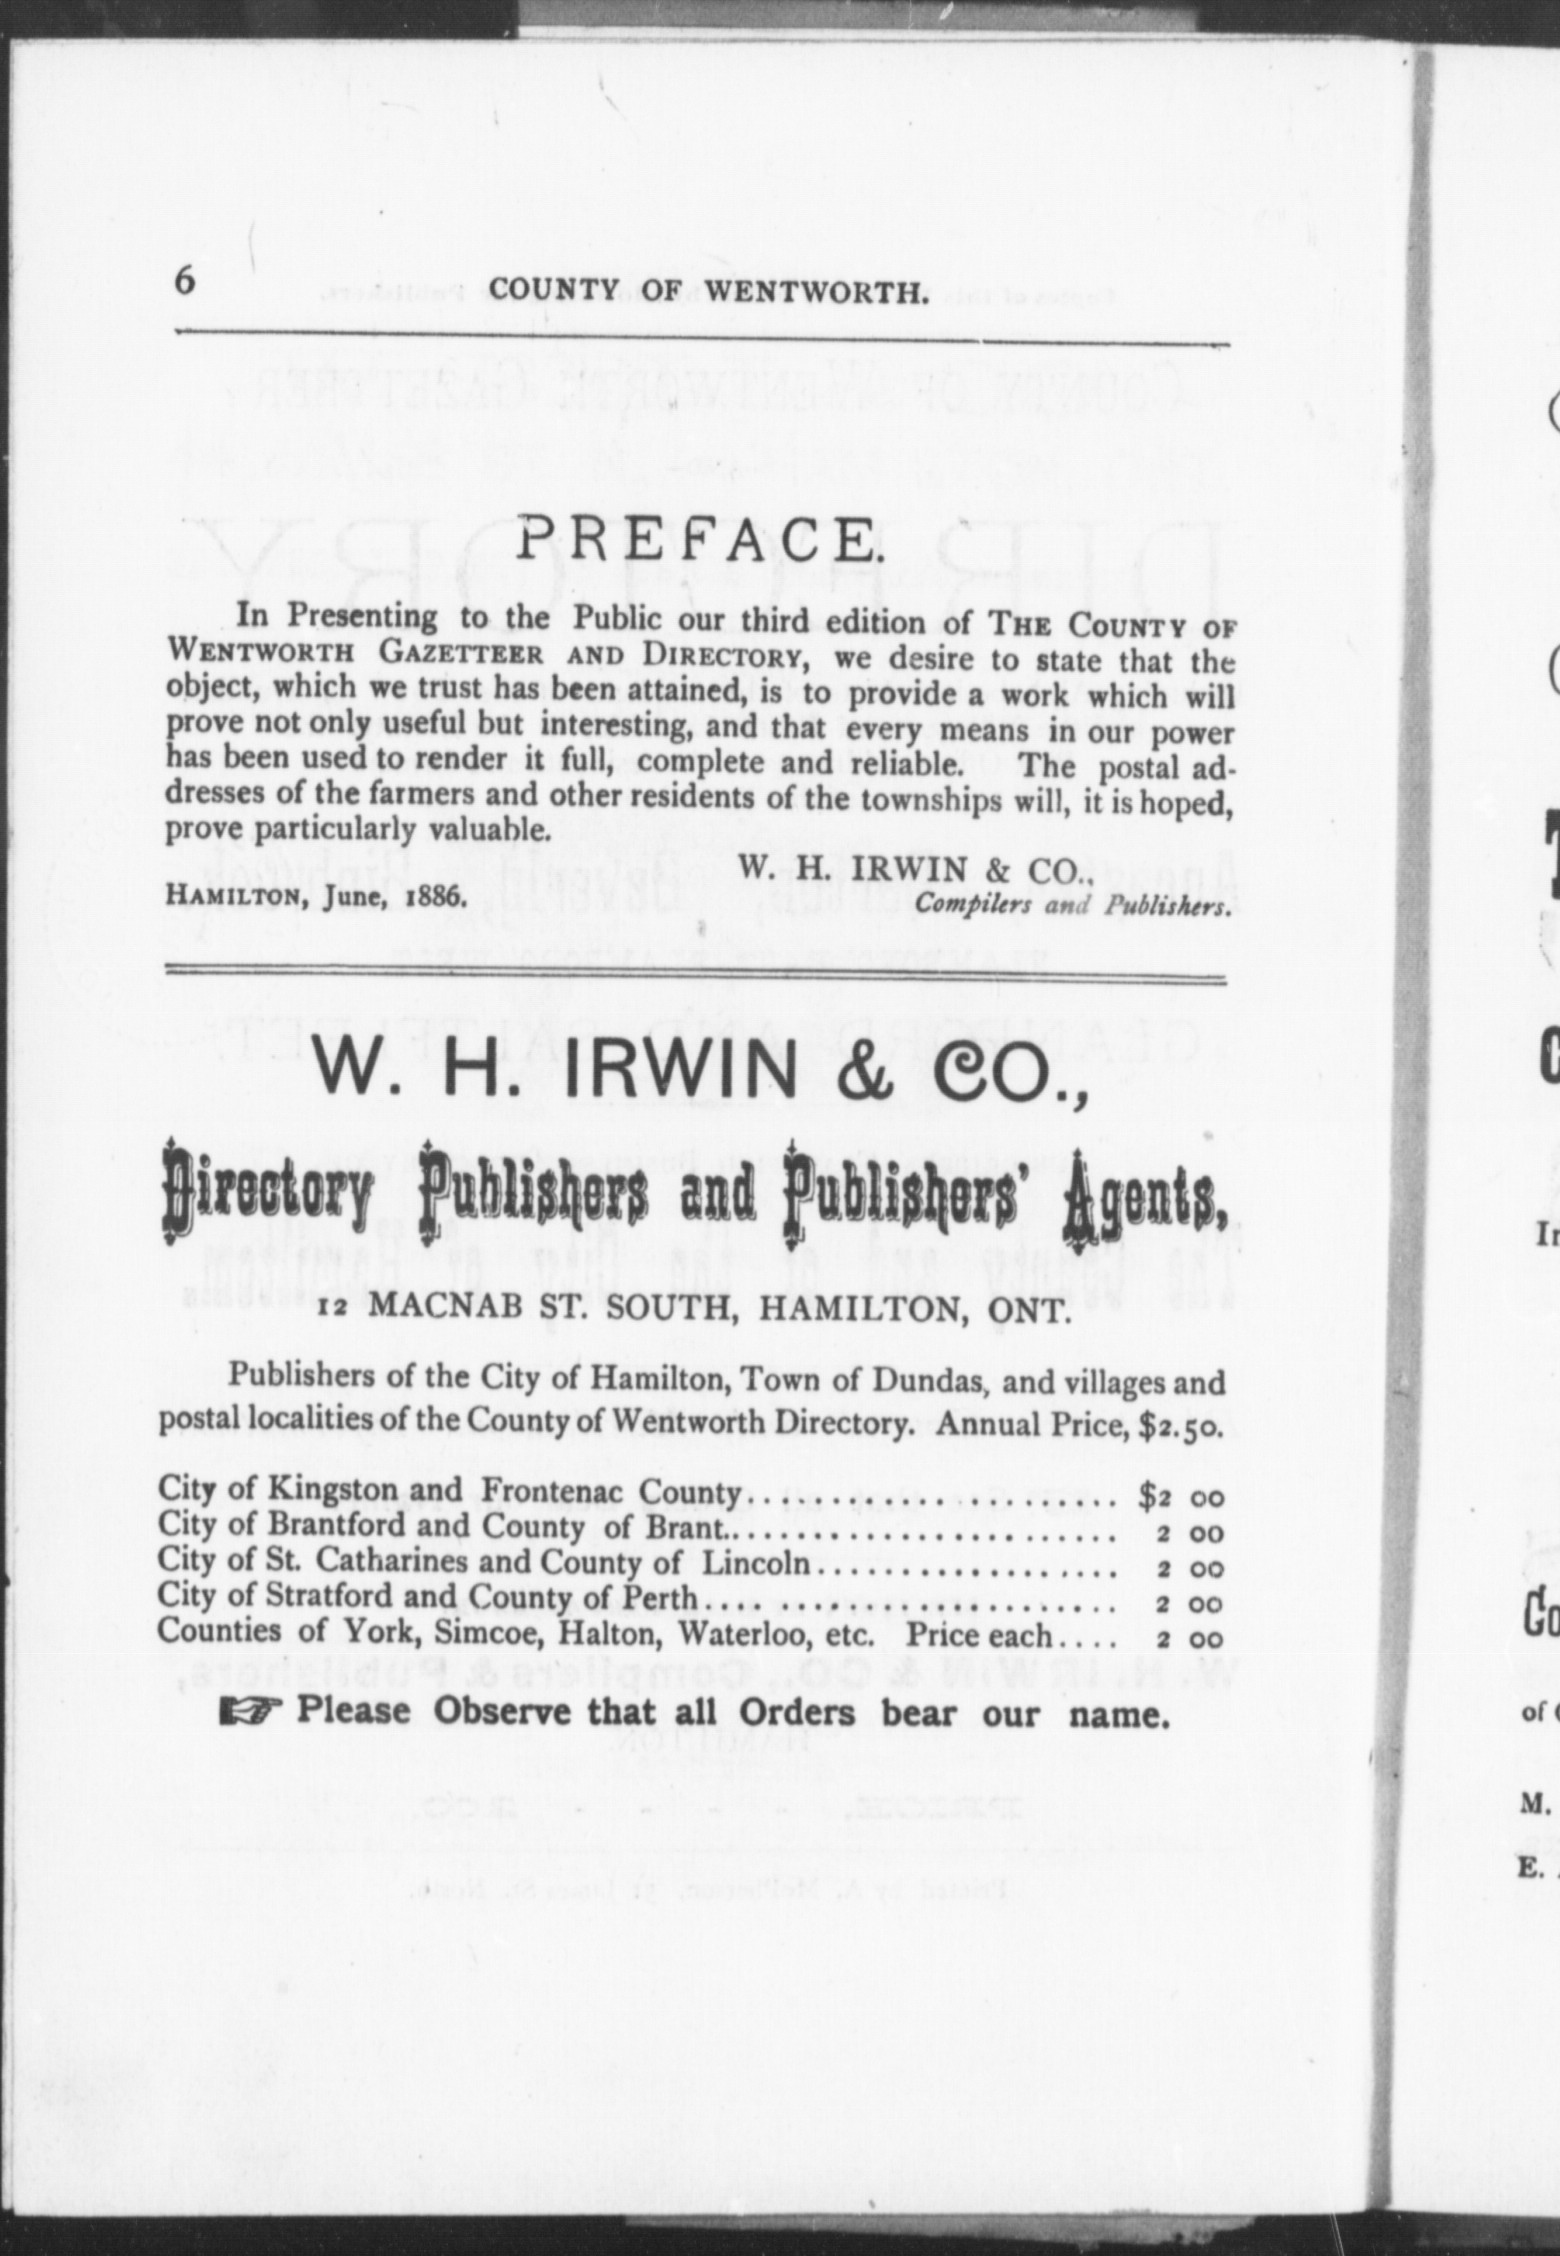 6
COUNTY OF WENTWORTH.
PREFACE.
In Presenting to the Public our third edition of THE COUNTY OF
WENTWORTH GAZETTEER AND DIRECTORY, we desire to state that the
object, which we trust has been attained, is to provide a work which will
prove not only useful but interesting, and that every means in our power
has been used to render it full, complete and reliable. The postal ad-
dresses of the farmers and other residents of the townships will, it is hoped,
prove particularly valuable.
W. H. IRWIN & CO.,
HAMILTON, June, 1886.
Compilers and Publishers.
W. H. IRWIN & CO.,
Directory Publishers and Publishers' Agents,
12 MACNAB ST. SOUTH, HAMILTON, ONT.
Publishers of the City of Hamilton, Town of Dundas, and villages and
postal localities of the County of Wentworth Directory. Annual Price, $2.50.
City of Kingston and Frontenac County....................... $2 00
City of Brantford and County of Brant........................ 2 00
City of St. Catharines and County of Lincoln................... 2 00
City of Stratford and County of Perth.... ..................... 2 00
Counties of York, Simcoe, Halton, Waterloo, etc. Price each.... 2 00
☞ Please Observe that all Orders bear our name.
of
M.
E.